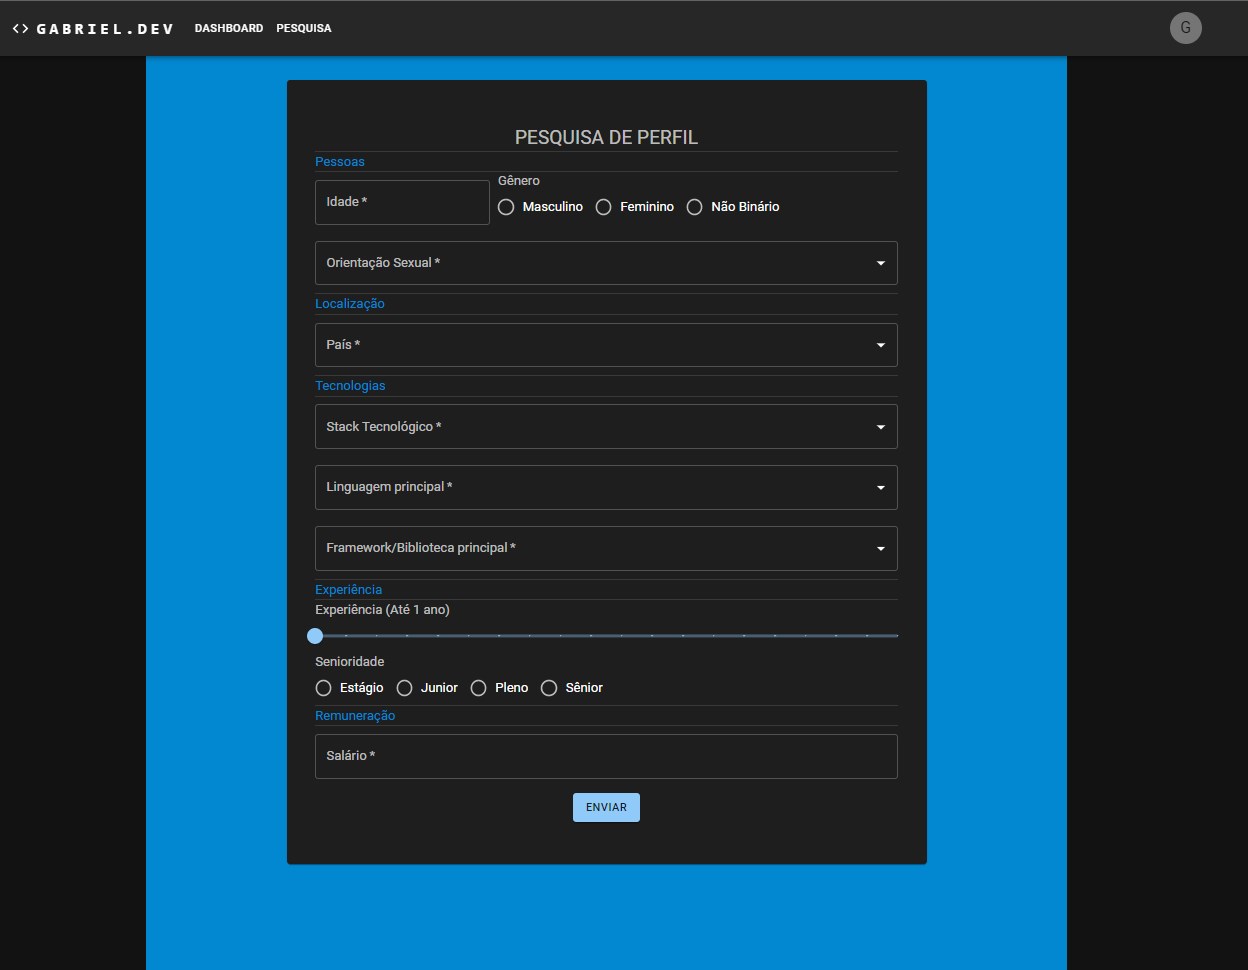 <> GABRIEL.DEV DASHBOARD PESQUISA G
PESQUISA DE PERFIL
Pessoas
Idade *
Gênero
Masculino Feminino Não Binário
Orientação Sexual *
Localização
País *
Tecnologias
Stack Tecnológico *
Linguagem principal *
Framework/Biblioteca principal *
Experiência
Experiência (Até 1 ano)
Senioridade
Estágio Junior Pleno Sênior
Remuneração
Salário *
ENVIAR